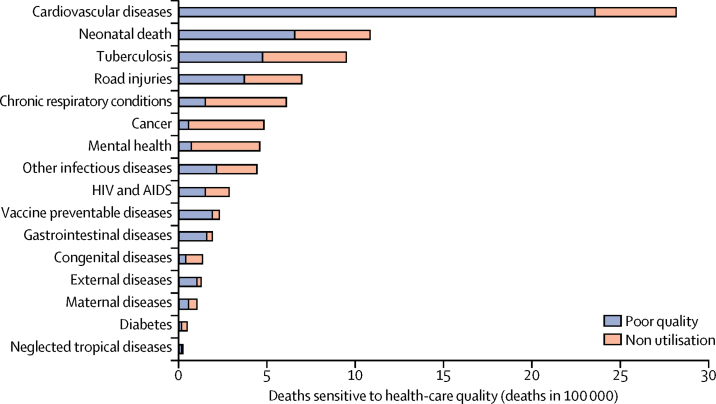 Cardiovascular diseases
Neonatal death
Tuberculosis
Road injuries
Chronic respiratory conditions
Cancer
Mental health
Other infectious diseases
HIV and AIDS
Vaccine preventable diseases
Gastrointestinal diseases
Congenital diseases
External diseases
Maternal diseases
Diabetes
Neglected tropical diseases
Poor quality
Non utilisation
0 5 10 15 20 25 30
Deaths sensitive to health-care quality (deaths in 100 000)